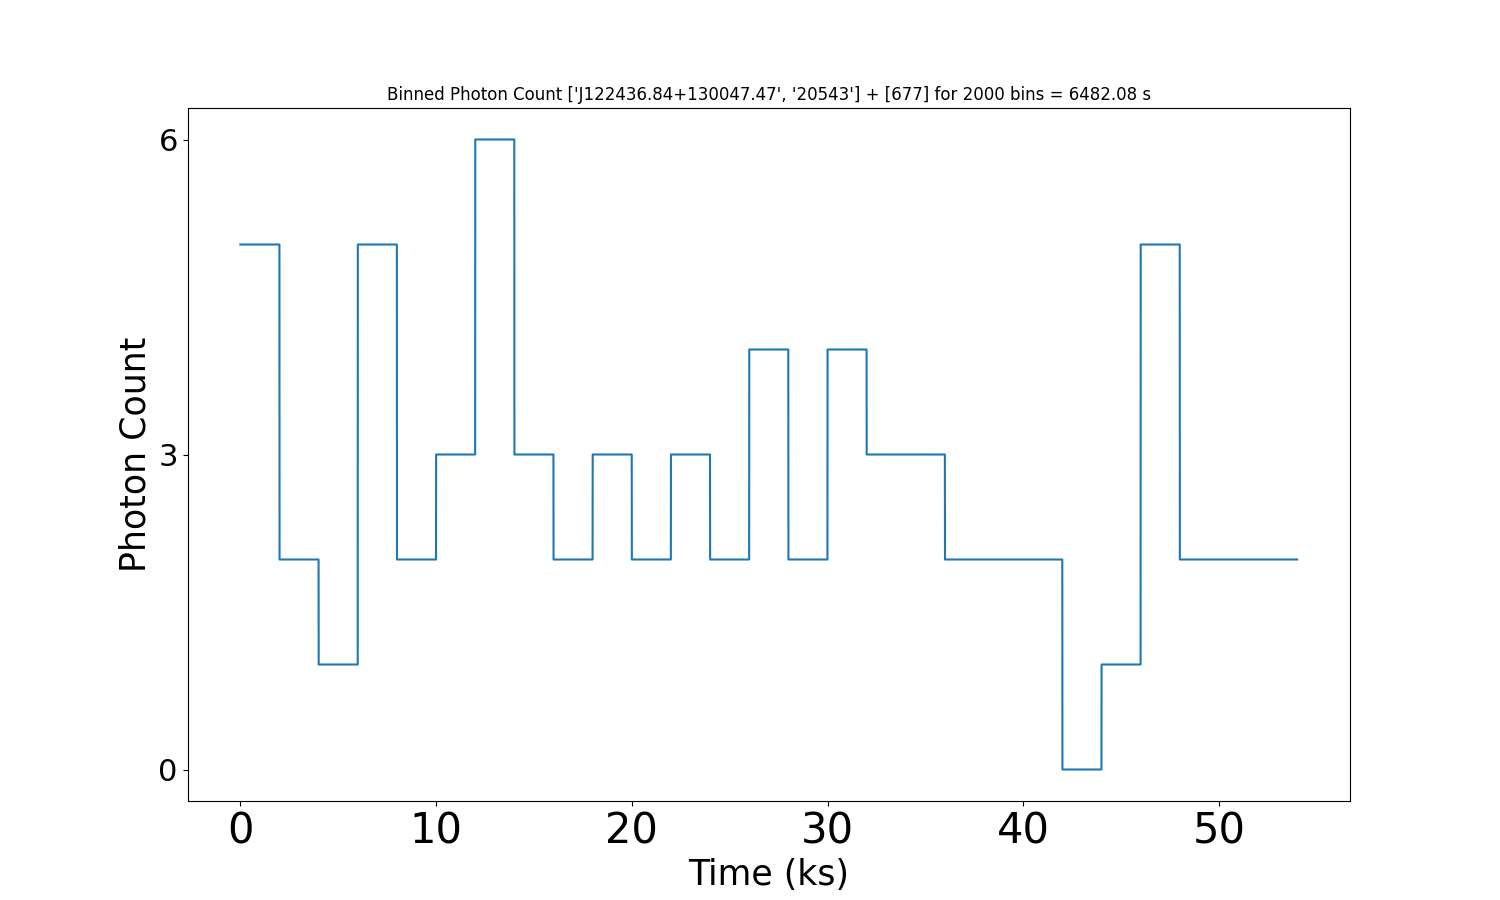 Binned Photon Count ['J122436.84+130047.47', '20543'] + [677] for 2000 bins = 6482.08 s
6
3
0
Photon Count
0 10 20 30 40 50
Time (ks)